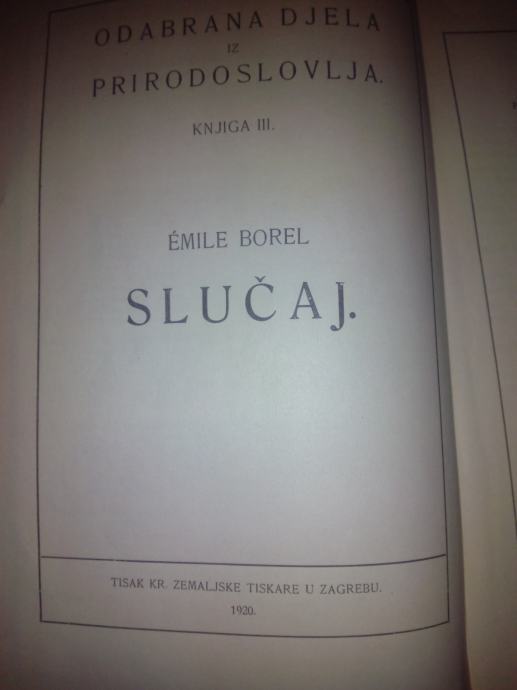 ODABRANA DJELA
IZ
PRIRODOSLOVLJA.
KNJIGA III.
ÉMILE BOREL
SLUČAJ.
TISAK KR. ZEMALJSKE TISKARE U ZAGREBU.
1920.